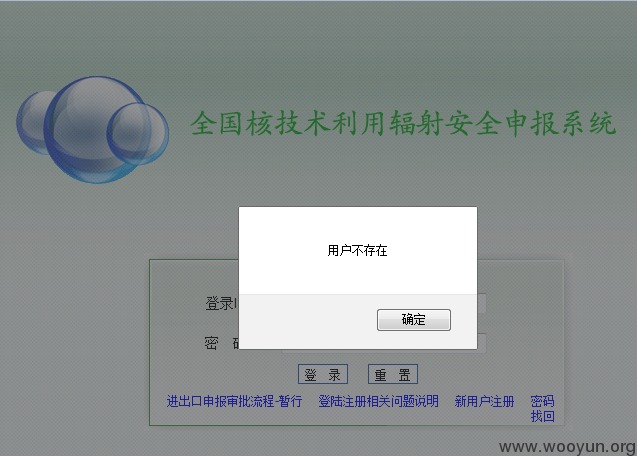 全国核技术利用辐射安全申报系统
用户不存在
确定
登录I
密
登 录 重 置
进出口申报审批流程-暂行 登陆注册相关问题说明 新用户注册 密码
找回
www.wooyun.org